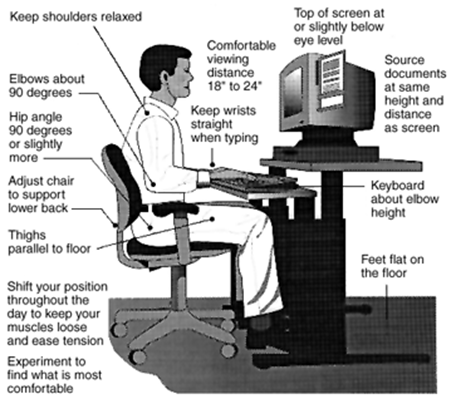 Keep shoulders relaxed
Elbows about
90 degrees
Hip angle
90 degrees
or slightly
more
Adjust chair
to support
lower back
Thighs
parallel to floor
Shift your position
throughout the
day to keep your
muscles loose
and ease tension
Experiment to
find what is most
comfortable
Comfortable
viewing
distance
18" to 24"
Keep wrists
straight
when typing
Top of screen at
or slightly below
eye level
Source
documents
at same
height and
distance
as screen
Keyboard
about elbow
height
Feet flat on
the floor